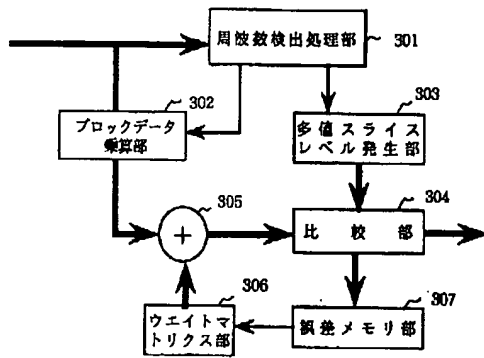 周波数検出処理部
301
302
303
ブロックデータ
乗算部
多値スライス
レベル発生部
305
304
+
比較部
306
307
ウエイトマ
トリクス部
誤差メモリ部